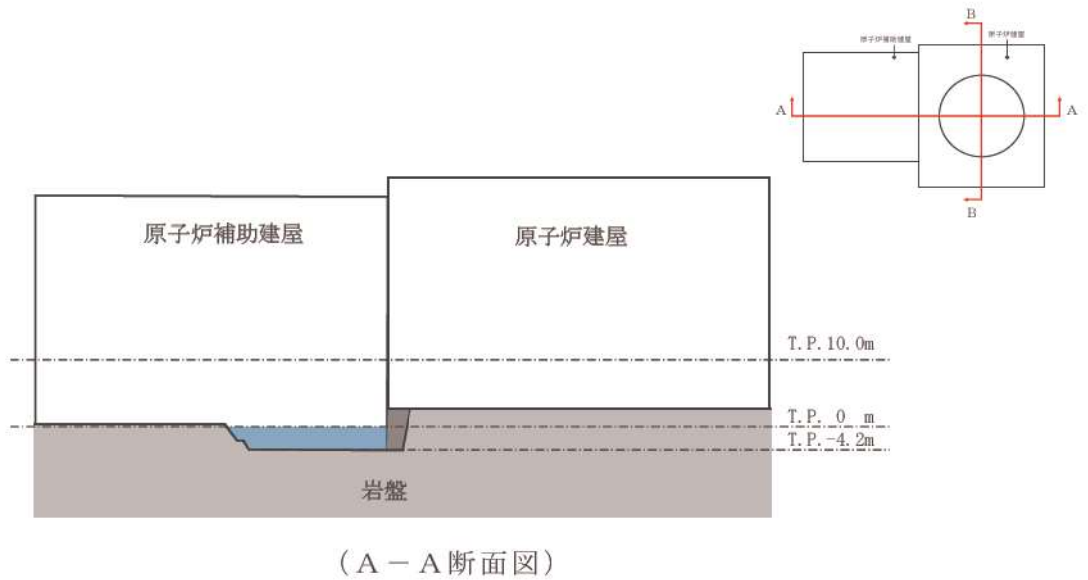 B
原子炉補助建屋
原子炉建屋
A
A
B
原子炉補助建屋
原子炉建屋
T.P.10.0m
T.P. 0 m
T.P.-4.2m
岩盤
(A-A断面図)